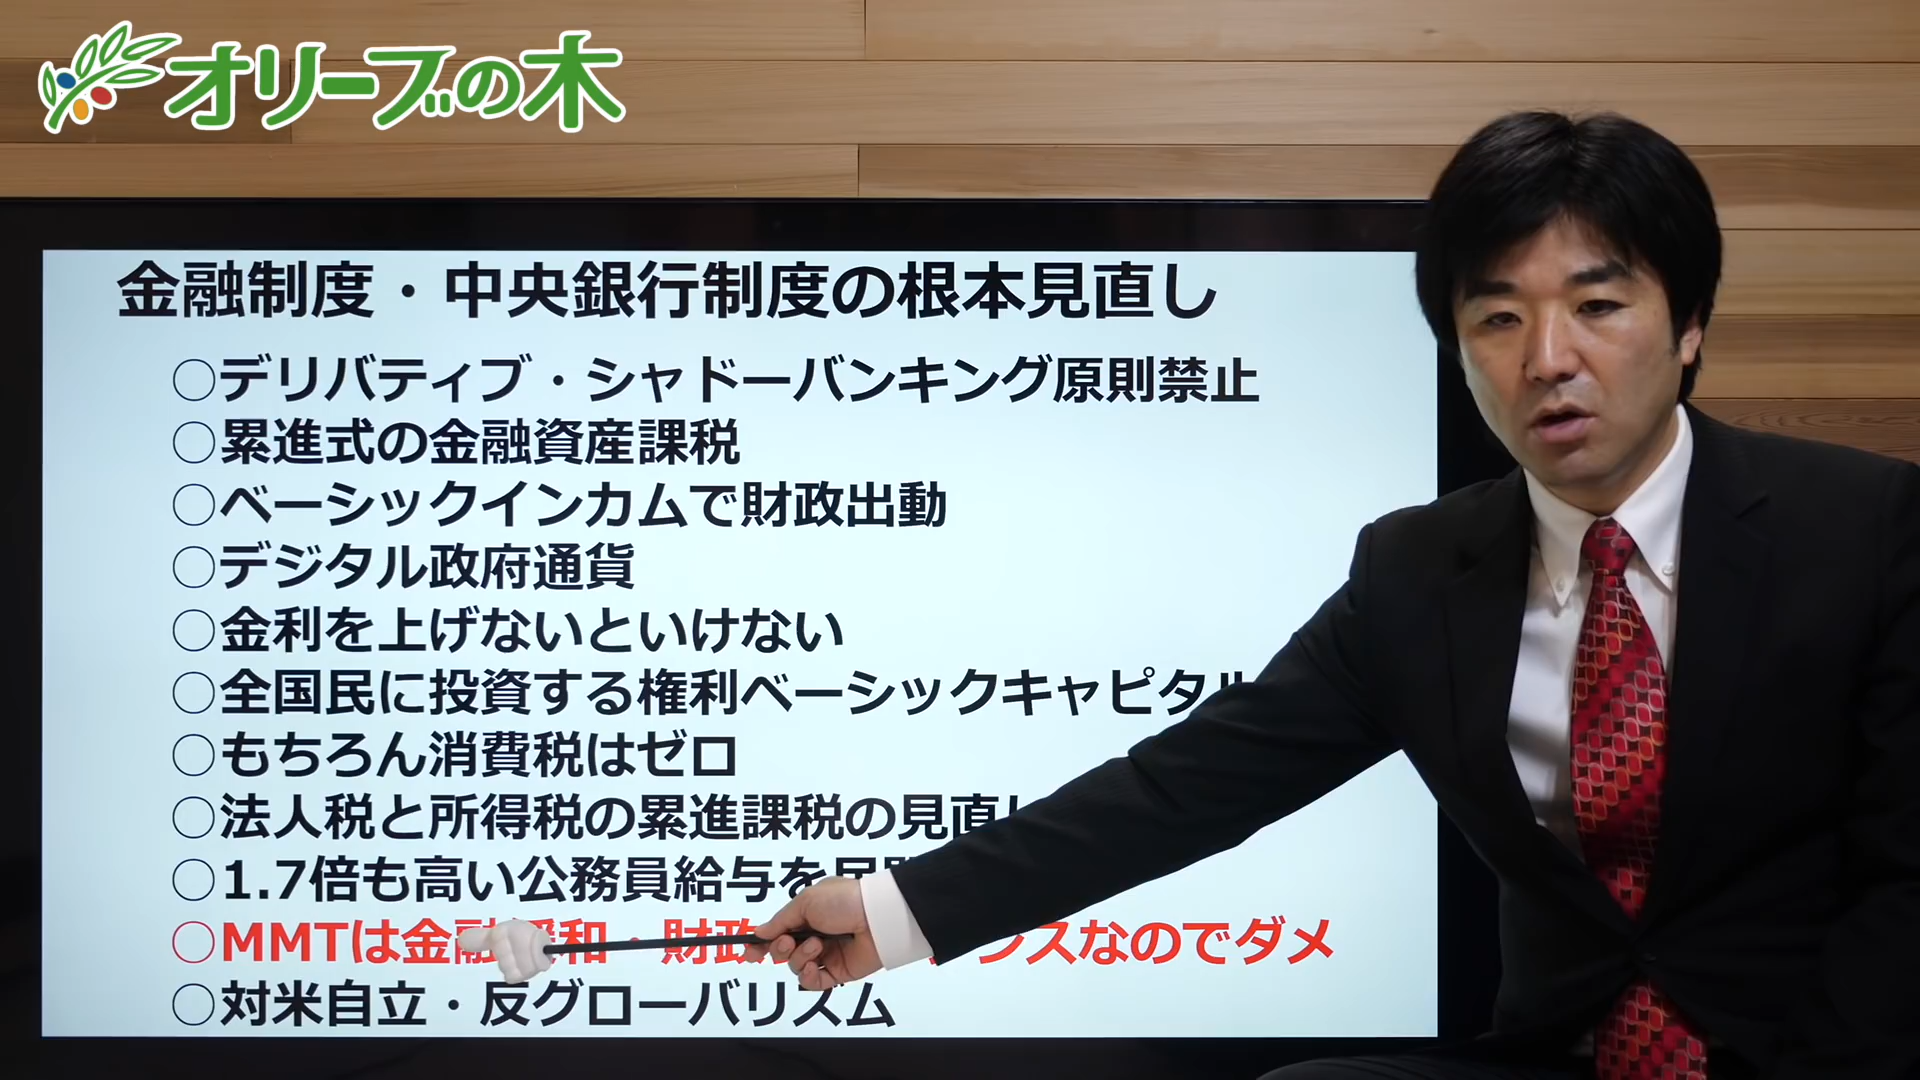 オリーブの木
金融制度・中央銀行制度の根本見直し
○デリバティブ・シャドーバンキング原則禁止
○累進式の金融資産課税
○ベーシックインカムで財政出動
○デジタル政府通貨
○金利を上げないといけない
○全国民に投資する権利ベーシックキャピタル
○もちろん消費税はゼロ
○法人税と所得税の累進課税の見直し
○1.7倍も高い公務員給与を
○MMTは金融緩和・財政 なのでダメ
○対米自立・反グローバリズム